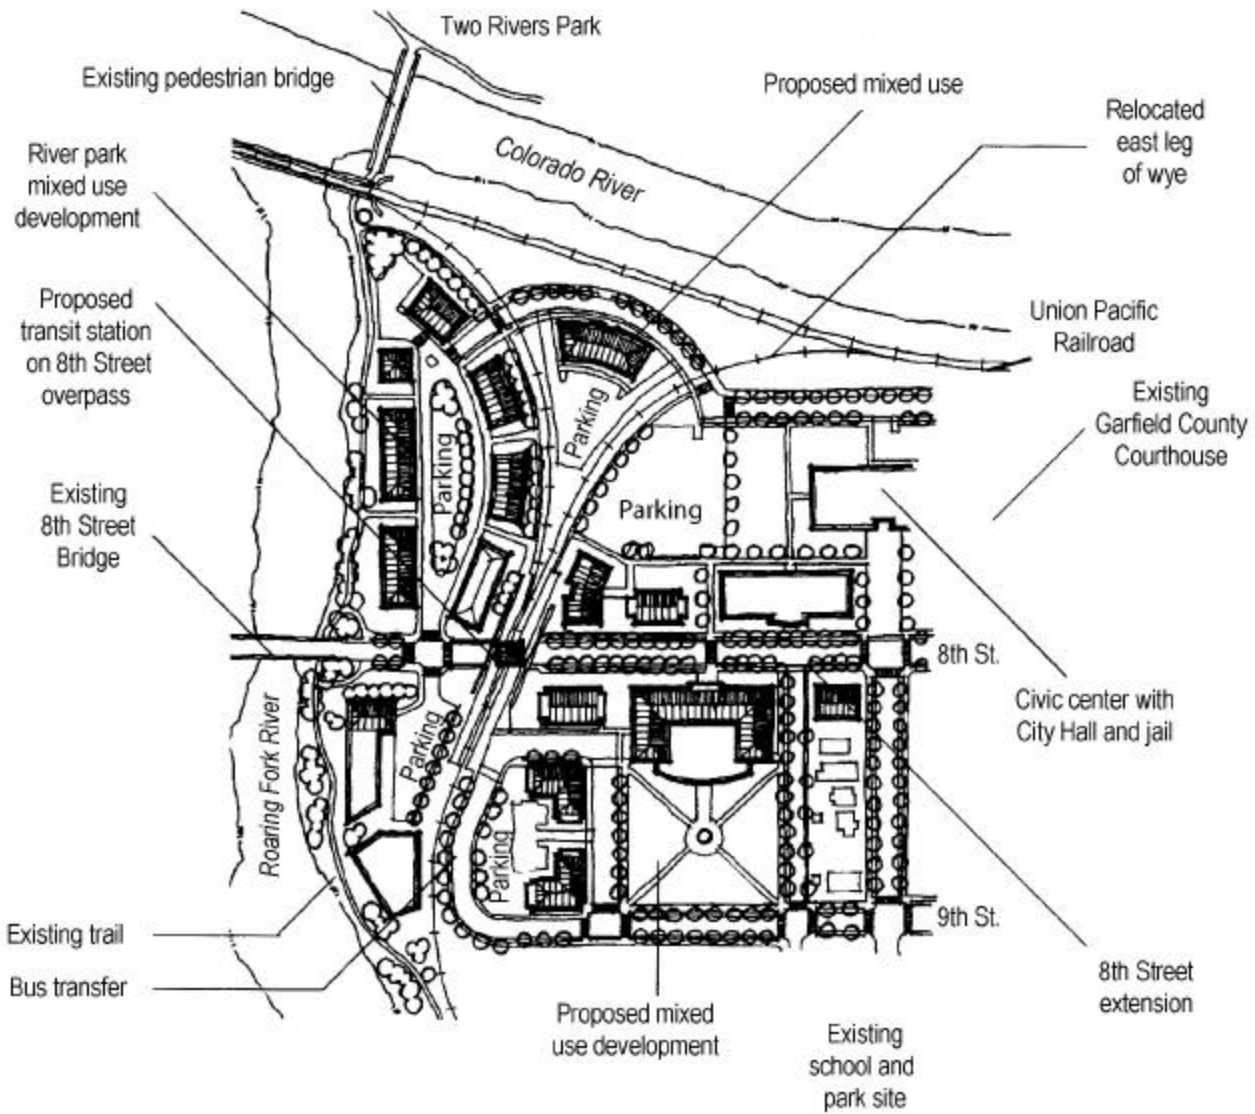 Two Rivers Park
Existing pedestrian bridge
Proposed mixed use
Relocated
east leg
of wye
River park
mixed use
development
Colorado River
Proposed
transit station
on 8th Street
overpass
Union Pacific
Railroad
Existing
Garfield County
Courthouse
Parking
Parking
Parking
Existing
8th Street
Bridge
8th St.
Civic center with
City Hall and jail
Roaring Fork River
Parking
Parking
9th St.
Existing trail
Bus transfer
8th Street
extension
Proposed mixed
use development
Existing
school and
park site